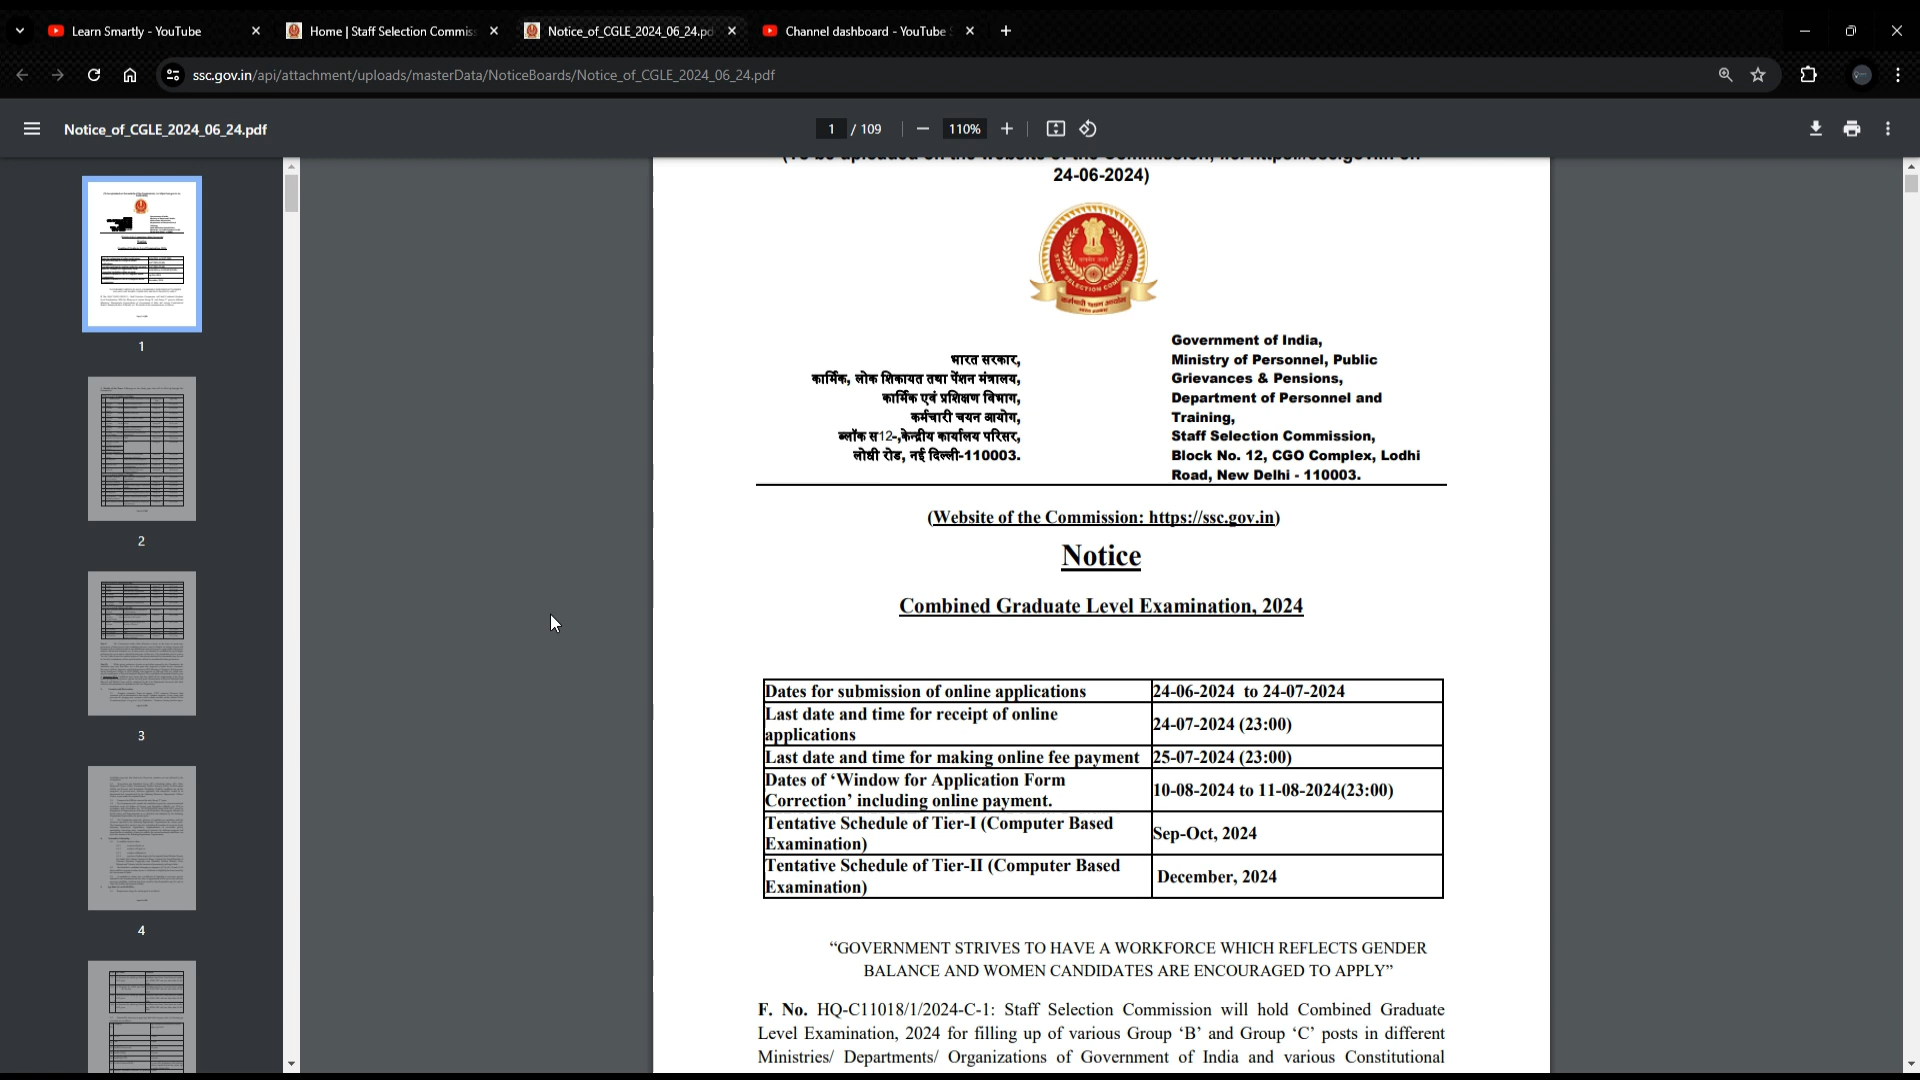 Learn Smartly - YouTube
Home | Staff Selection Commis
Notice_of_CGLE_2024_06_24.pd
Channel dashboard - YouTube S
ssc.gov.in/api/attachment/uploads/masterData/NoticeBoards/Notice_of_CGLE_2024_06_24.pdf
Notice_of_CGLE_2024_06_24.pdf
1 / 109
110%
1
2
3
4
24-06-2024)
STAFF SELECTION COMMISSION
कर्मचारी चयन आयोग
भारत सरकार,
कार्मिक, लोक शिकायत तथा पेंशन मंत्रालय,
कार्मिक एवं प्रशिक्षण विभाग,
कर्मचारी चयन आयोग,
ब्लॉक स12-,केन्द्रीय कार्यालय परिसर,
लोधी रोड, नई दिल्ली-110003.
Government of India,
Ministry of Personnel, Public
Grievances & Pensions,
Department of Personnel and
Training,
Staff Selection Commission,
Block No. 12, CGO Complex, Lodhi
Road, New Delhi - 110003.
(Website of the Commission: https://ssc.gov.in)
Notice
Combined Graduate Level Examination, 2024
Dates for submission of online applications 24-06-2024 to 24-07-2024
Last date and time for receipt of online
applications 24-07-2024 (23:00)
Last date and time for making online fee payment 25-07-2024 (23:00)
Dates of ‘Window for Application Form
Correction’ including online payment. 10-08-2024 to 11-08-2024(23:00)
Tentative Schedule of Tier-I (Computer Based
Examination) Sep-Oct, 2024
Tentative Schedule of Tier-II (Computer Based
Examination) December, 2024
“GOVERNMENT STRIVES TO HAVE A WORKFORCE WHICH REFLECTS GENDER
BALANCE AND WOMEN CANDIDATES ARE ENCOURAGED TO APPLY”
F. No. HQ-C11018/1/2024-C-1: Staff Selection Commission will hold Combined Graduate
Level Examination, 2024 for filling up of various Group ‘B’ and Group ‘C’ posts in different
Ministries/ Departments/ Organizations of Government of India and various Constitutional